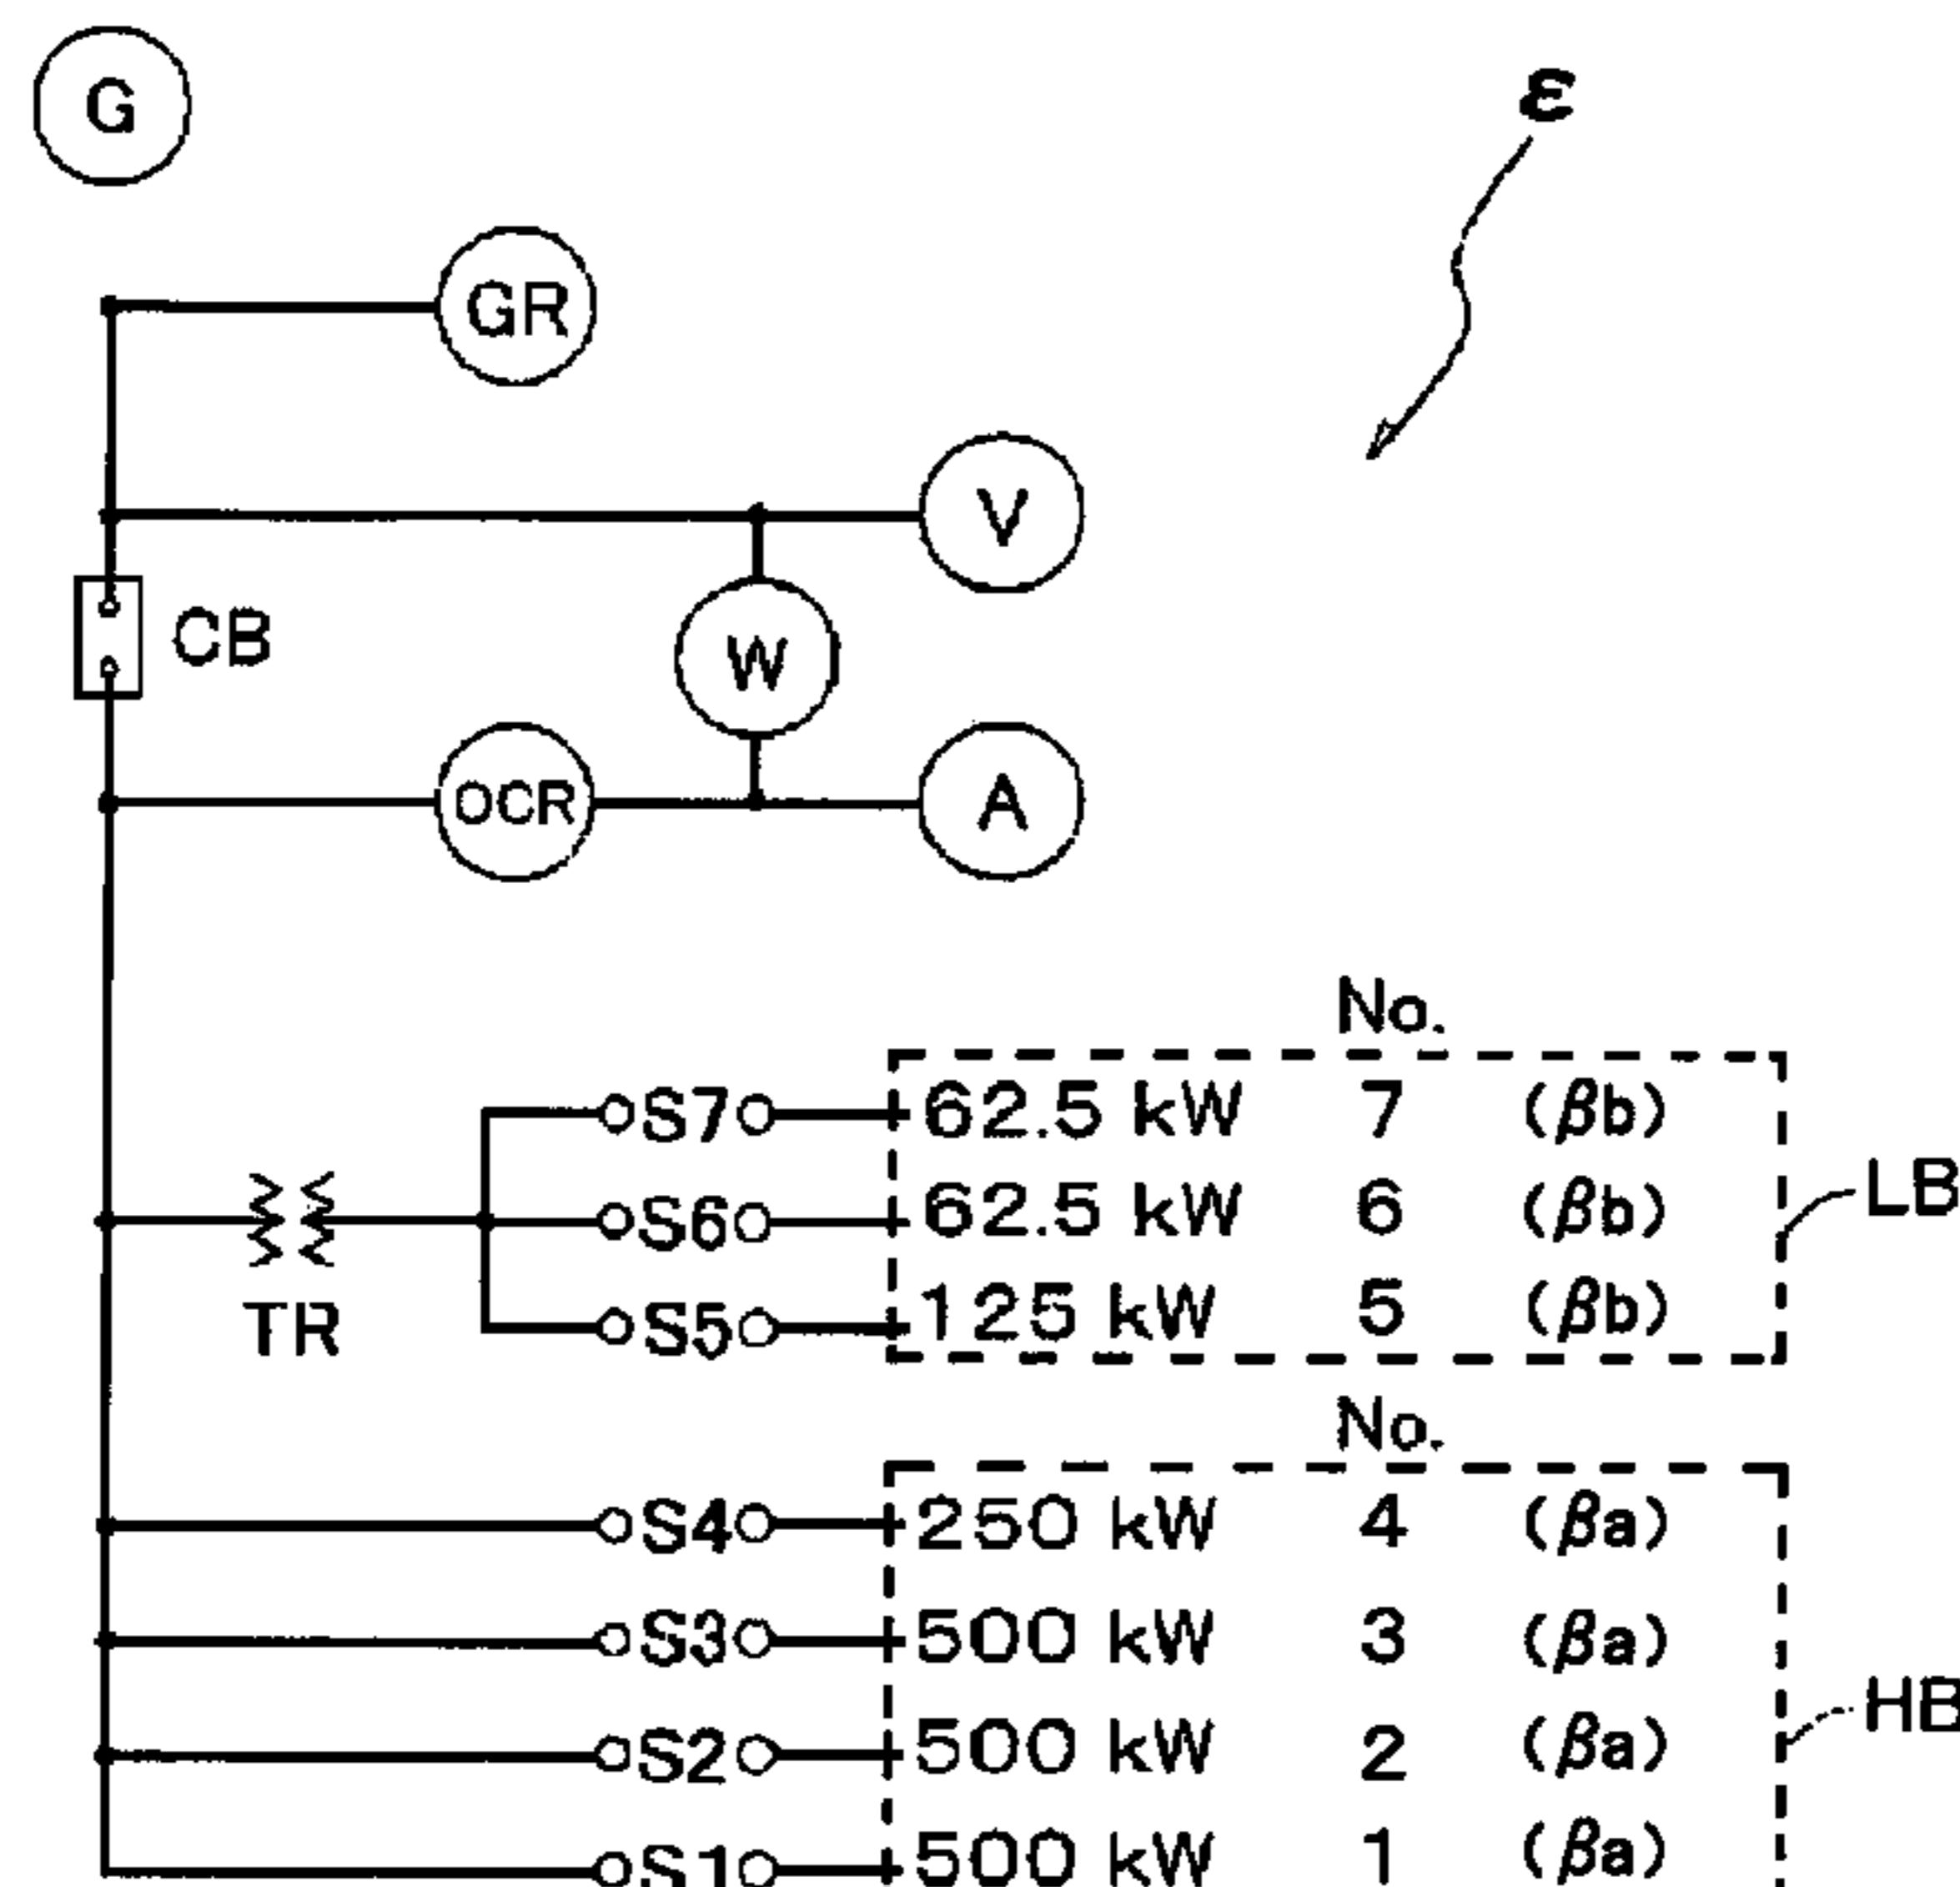 G
ε
GR
V
CB
W
OCR
A
No.
S7 62.5 kW 7 (βb)
LB
S6 62.5 kW 6 (βb)
TR
S5 125 kW 5 (βb)
No.
S4 250 kW 4 (βa)
S3 500 kW 3 (βa)
HB
S2 500 kW 2 (βa)
S1 500 kW 1 (βa)